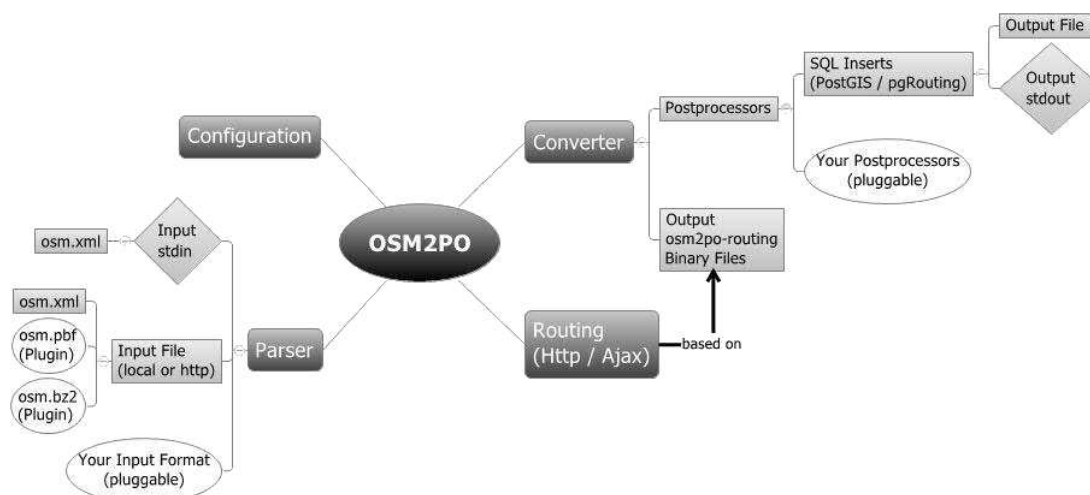 Configuration
OSM2PO
Converter
Postprocessors
SQL Inserts
(PostGIS / pgRouting)
Output File
Output
stdout
Your Postprocessors
(pluggable)
Output
osm2po-routing
Binary Files
Routing
(Http / Ajax)
based on
Parser
Input
stdin
osm.xml
Input File
(local or http)
osm.xml
osm.pbf
(Plugin)
osm.bz2
(Plugin)
Your Input Format
(pluggable)